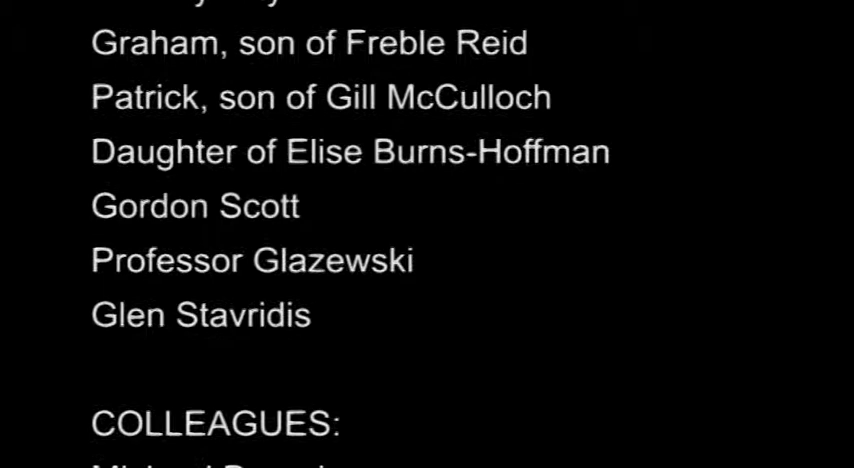 Graham, son of Freble Reid
Patrick, son of Gill McCulloch
Daughter of Elise Burns-Hoffman
Gordon Scott
Professor Glazewski
Glen Stavridis
COLLEAGUES: